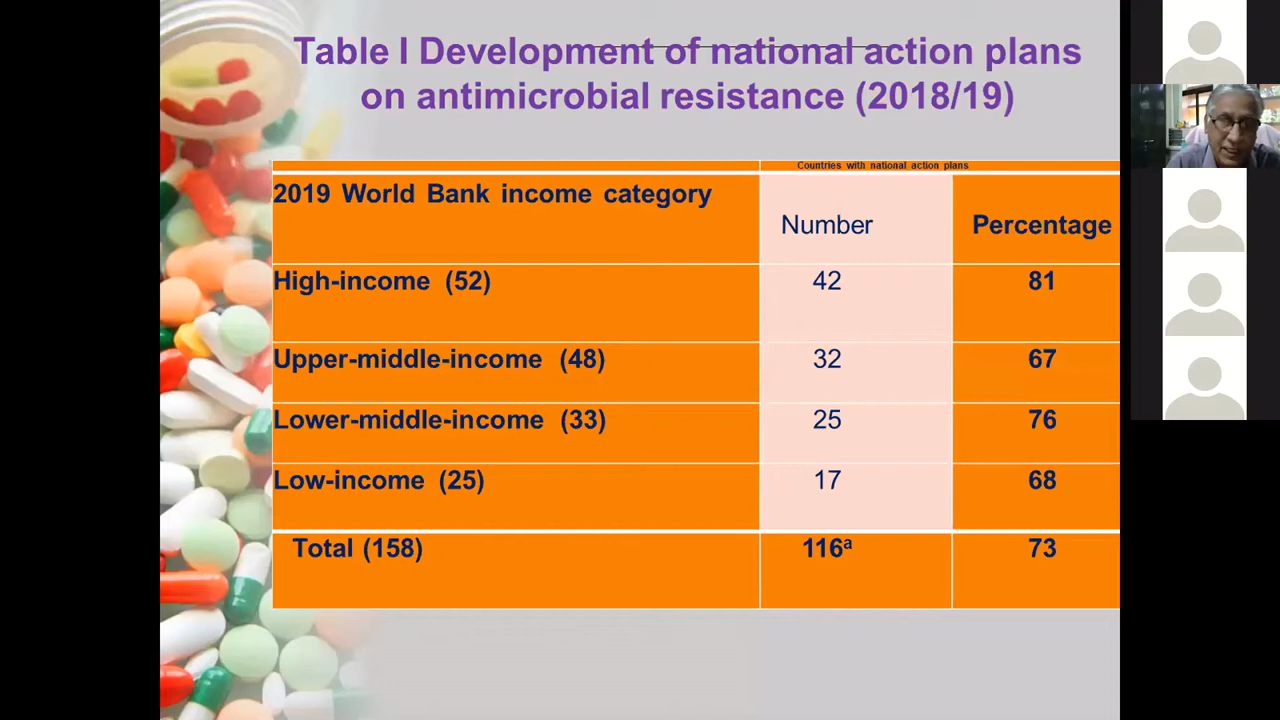 Table I Development of national action plans
on antimicrobial resistance (2018/19)
Countries with national action plans
2019 World Bank income category
Number
Percentage
High-income (52) 42 81
Upper-middle-income (48) 32 67
Lower-middle-income (33) 25 76
Low-income (25) 17 68
Total (158) 116ª 73